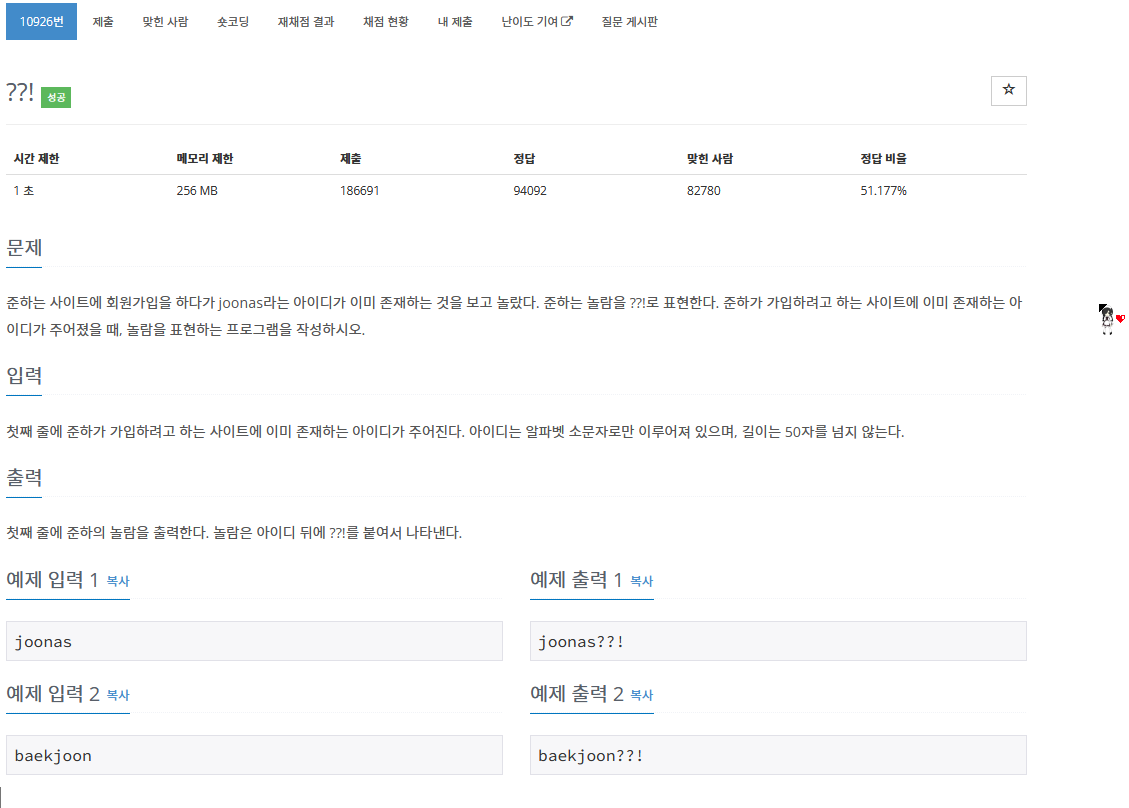 10926번 제출 맞힌 사람 숏코딩 재채점 결과 채점 현황 내 제출 난이도 기여 질문 게시판
??! 성공
시간 제한 메모리 제한 제출 정답 맞힌 사람 정답 비율
1 초 256 MB 186691 94092 82780 51.177%
문제
준하는 사이트에 회원가입을 하다가 joonas라는 아이디가 이미 존재하는 것을 보고 놀랐다. 준하는 놀람을 ??!로 표현한다. 준하가 가입하려고 하는 사이트에 이미 존재하는 아
이디가 주어졌을 때, 놀람을 표현하는 프로그램을 작성하시오.
입력
첫째 줄에 준하가 가입하려고 하는 사이트에 이미 존재하는 아이디가 주어진다. 아이디는 알파벳 소문자로만 이루어져 있으며, 길이는 50자를 넘지 않는다.
출력
첫째 줄에 준하의 놀람을 출력한다. 놀람은 아이디 뒤에 ??!를 붙여서 나타낸다.
예제 입력 1 복사 예제 출력 1 복사
joonas joonas??!
예제 입력 2 복사 예제 출력 2 복사
baekjoon baekjoon??!